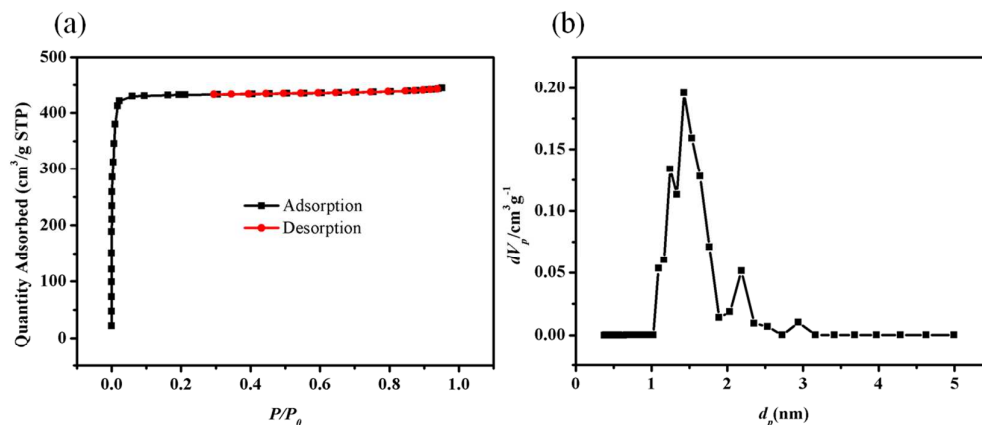 (a)
(b)
Quantity Adsorbed (cm³/g STP)
500
400
300
200
100
0
Adsorption
Desorption
0.0 0.2 0.4 0.6 0.8 1.0
P/P₀
dVₚ/cm³g⁻¹
0.20
0.15
0.10
0.05
0.00
0 1 2 3 4 5
dₚ(nm)